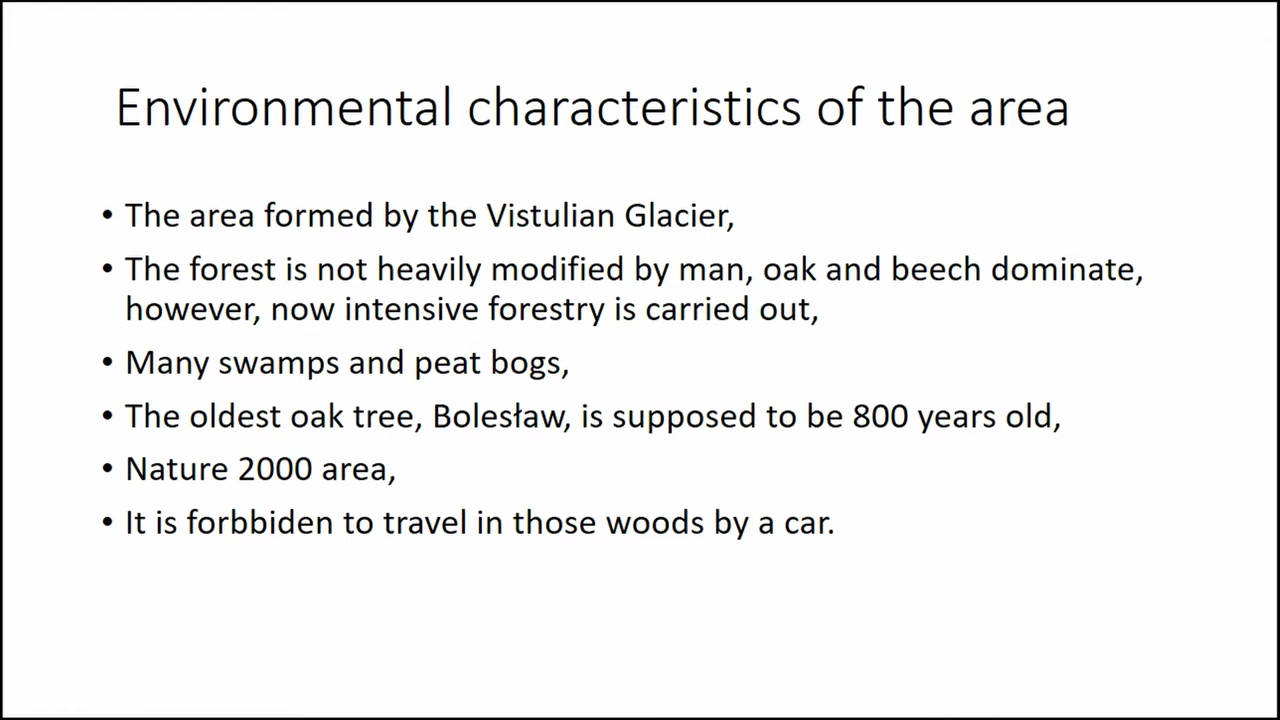 Environmental characteristics of the area
• The area formed by the Vistulian Glacier,
• The forest is not heavily modified by man, oak and beech dominate,
however, now intensive forestry is carried out,
• Many swamps and peat bogs,
• The oldest oak tree, Bolesław, is supposed to be 800 years old,
• Nature 2000 area,
• It is forbbiden to travel in those woods by a car.